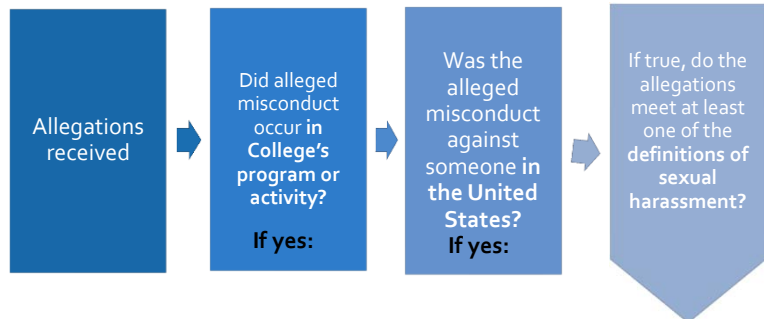 Allegations
received
Did alleged
misconduct
occur in
College's
program or
activity?
If yes:
Was the
alleged
misconduct
against
someone in
the United
States?
If yes:
If true, do the
allegations
meet at least
one of the
definitions of
sexual
harassment?